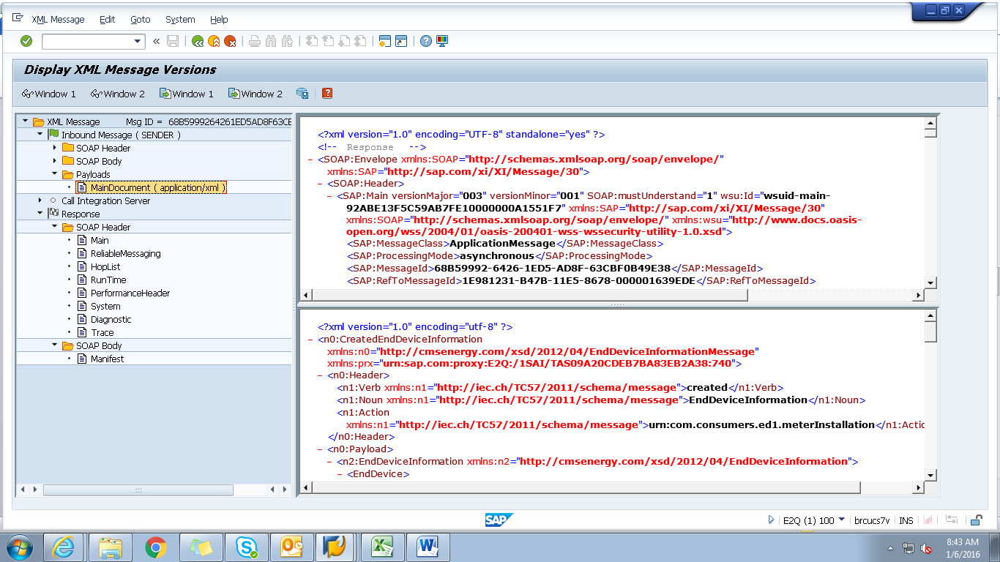 XML Message Edit Goto System Help
«
Display XML Message Versions
Window 1 Window 2 Window 1 Window 2
XML Message Msg ID = 68B5999264261ED5AD8F63CB
Inbound Message ( SENDER )
SOAP Header
SOAP Body
Payloads
MainDocument ( application/xml )
Call Integration Server
Response
SOAP Header
Main
ReliableMessaging
HopList
RunTime
PerformanceHeader
System
Diagnostic
Trace
SOAP Body
Manifest
<?xml version="1.0" encoding="UTF-8" standalone="yes" ?>
<!-- Response -->
- <SOAP:Envelope xmlns:SOAP="http://schemas.xmlsoap.org/soap/envelope/"
xmlns:SAP="http://sap.com/xi/XI/Message/30">
- <SOAP:Header>
- <SAP:Main versionMajor="003" versionMinor="001" SOAP:mustUnderstand="1" wsu:Id="wsuid-main-
92ABE13F5C59AB7FE10000000A1551F7" xmlns:SAP="http://sap.com/xi/XI/Message/30"
xmlns:SOAP="http://schemas.xmlsoap.org/soap/envelope/" xmlns:wsu="http://www.docs.oasis-
open.org/wss/2004/01/oasis-200401-wss-wssecurity-utility-1.0.xsd">
<SAP:MessageClass>ApplicationMessage</SAP:MessageClass>
<SAP:ProcessingMode>asynchronous</SAP:ProcessingMode>
<SAP:MessageId>68B59992-6426-1ED5-AD8F-63CBF0B49E38</SAP:MessageId>
<SAP:RefToMessageId>1E981231-B47B-11E5-8678-000001639EDE</SAP:RefToMessageId>
<?xml version="1.0" encoding="utf-8" ?>
- <n0:CreatedEndDeviceInformation
xmlns:n0="http://cmsenergy.com/xsd/2012/04/EndDeviceInformationMessage"
xmlns:prx="urn:sap.com:proxy:E2Q:/1SAI/TAS09A20CDEB7BA83EB2A38:740">
- <n0:Header>
<n1:Verb xmlns:n1="http://iec.ch/TC57/2011/schema/message">created</n1:Verb>
<n1:Noun xmlns:n1="http://iec.ch/TC57/2011/schema/message">EndDeviceInformation</n1:Noun>
<n1:Action
xmlns:n1="http://iec.ch/TC57/2011/schema/message">urn:com.consumers.ed1.meterInstallation</n1:Actic
</n0:Header>
- <n0:Payload>
- <n2:EndDeviceInformation xmlns:n2="http://cmsenergy.com/xsd/2012/04/EndDeviceInformation">
- <EndDevice>
SAP
E2Q (1) 100 brcucs7v INS
8:43 AM
1/6/2016